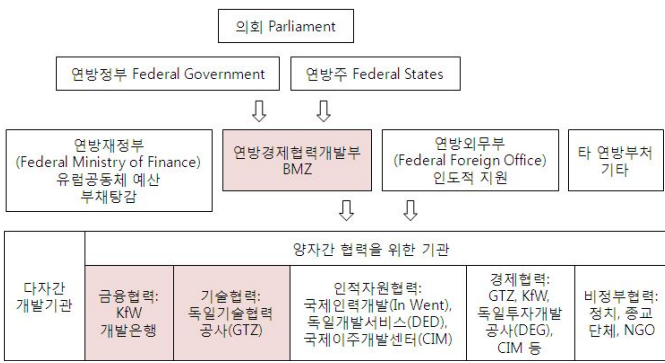 의회 Parliament
연방정부 Federal Government
연방주 Federal States
연방재정부
(Federal Ministry of Finance)
유럽공동체 예산
부채탕감
연방경제협력개발부
BMZ
연방외무부
(Federal Foreign Office)
인도적 지원
타 연방부처
기타
다자간
개발기관
양자간 협력을 위한 기관
금융협력:
KfW
개발은행
기술협력:
독일기술협력
공사(GTZ)
인적자원협력:
국제인력개발(In Went),
독일개발서비스(DED),
국제이주개발센터(CIM)
경제협력:
GTZ, KfW,
독일투자개발
공사(DEG),
CIM 등
비정부협력:
정치, 종교
단체, NGO